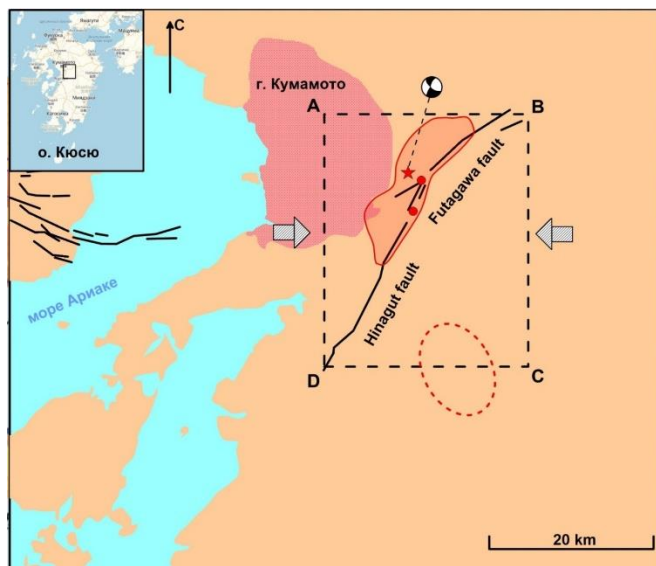 С
г. Кумамото
A
B
о. Кюсю
Futagawa fault
море Ариаке
Hinagut fault
D
C
20 km